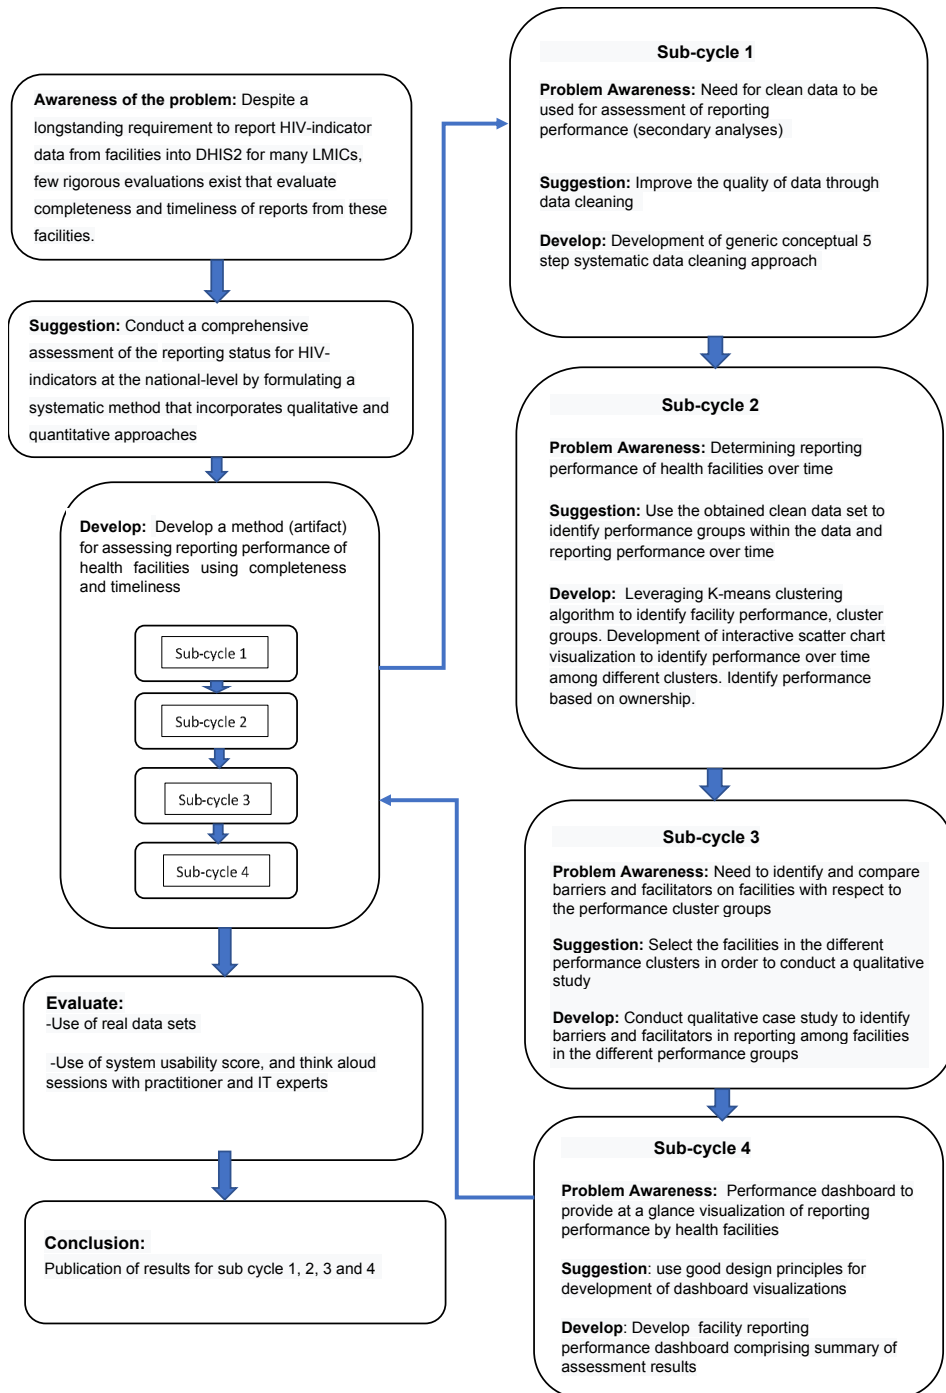 Awareness of the problem: Despite a
longstanding requirement to report HIV-indicator
data from facilities into DHIS2 for many LMICs,
few rigorous evaluations exist that evaluate
completeness and timeliness of reports from these
facilities.
Suggestion: Conduct a comprehensive
assessment of the reporting status for HIV-
indicators at the national-level by formulating a
systematic method that incorporates qualitative and
quantitative approaches
Develop: Develop a method (artifact)
for assessing reporting performance of
health facilities using completeness
and timeliness
Sub-cycle 1
Sub-cycle 2
Sub-cycle 3
Sub-cycle 4
Evaluate:
-Use of real data sets
-Use of system usability score, and think aloud
sessions with practitioner and IT experts
Conclusion:
Publication of results for sub cycle 1, 2, 3 and 4
Sub-cycle 1
Problem Awareness: Need for clean data to be
used for assessment of reporting
performance (secondary analyses)
Suggestion: Improve the quality of data through
data cleaning
Develop: Development of generic conceptual 5
step systematic data cleaning approach
Sub-cycle 2
Problem Awareness: Determining reporting
performance of health facilities over time
Suggestion: Use the obtained clean data set to
identify performance groups within the data and
reporting performance over time
Develop: Leveraging K-means clustering
algorithm to identify facility performance, cluster
groups. Development of interactive scatter chart
visualization to identify performance over time
among different clusters. Identify performance
based on ownership.
Sub-cycle 3
Problem Awareness: Need to identify and compare
barriers and facilitators on facilities with respect to
the performance cluster groups
Suggestion: Select the facilities in the different
performance clusters in order to conduct a qualitative
study
Develop: Conduct qualitative case study to identify
barriers and facilitators in reporting among facilities
in the different performance groups
Sub-cycle 4
Problem Awareness: Performance dashboard to
provide at a glance visualization of reporting
performance by health facilities
Suggestion: use good design principles for
development of dashboard visualizations
Develop: Develop facility reporting
performance dashboard comprising summary of
assessment results